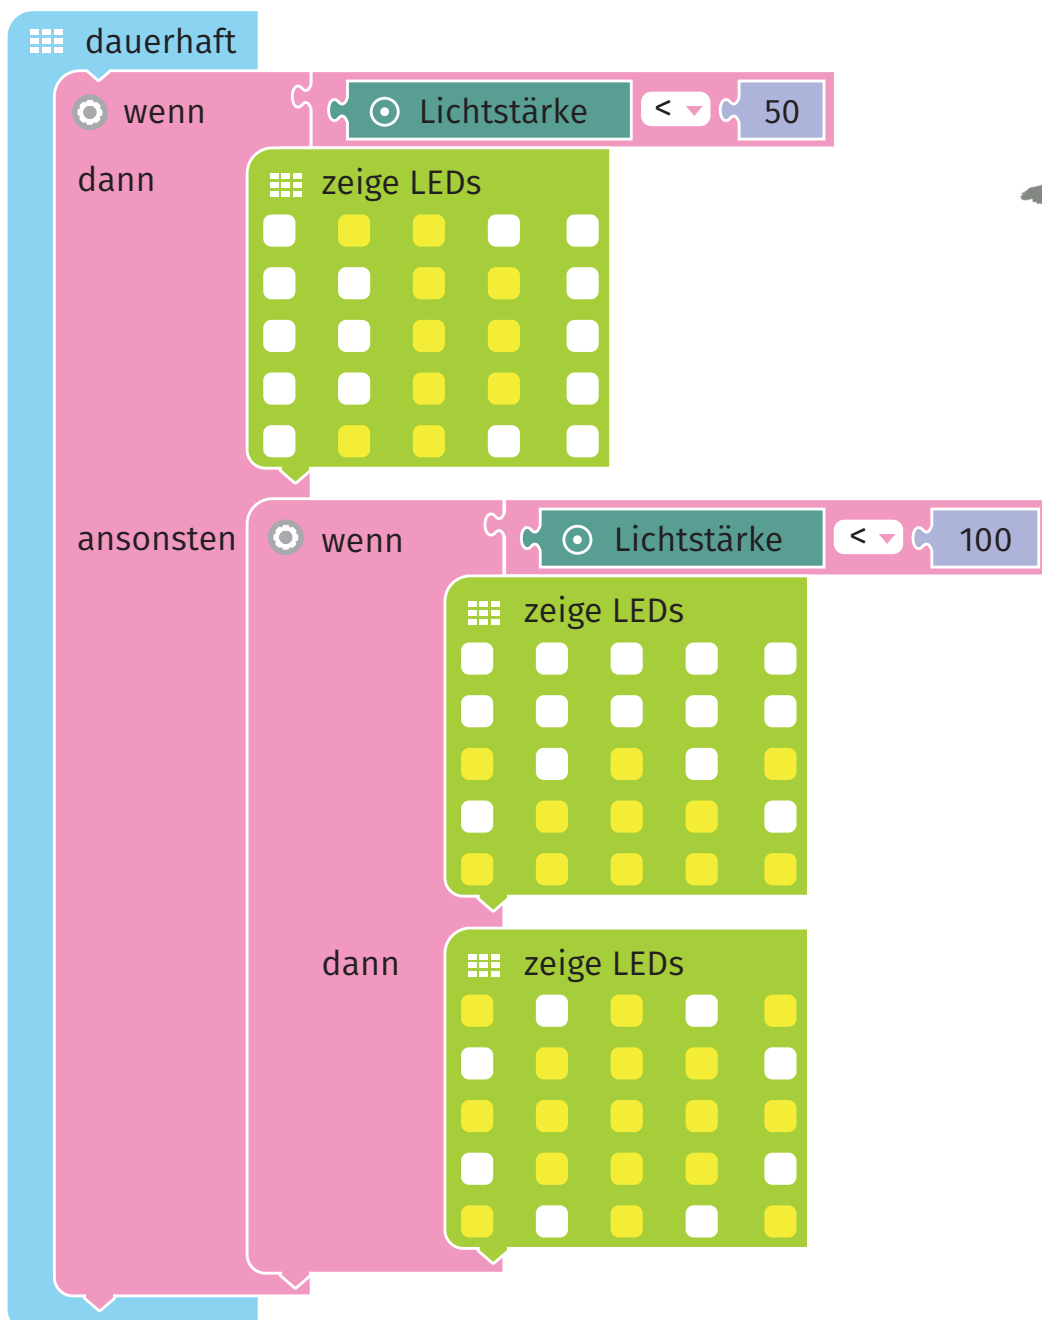 dauerhaft
wenn Lichtstärke < 50
dann zeige LEDs
ansonsten wenn Lichtstärke < 100
zeige LEDs
dann zeige LEDs